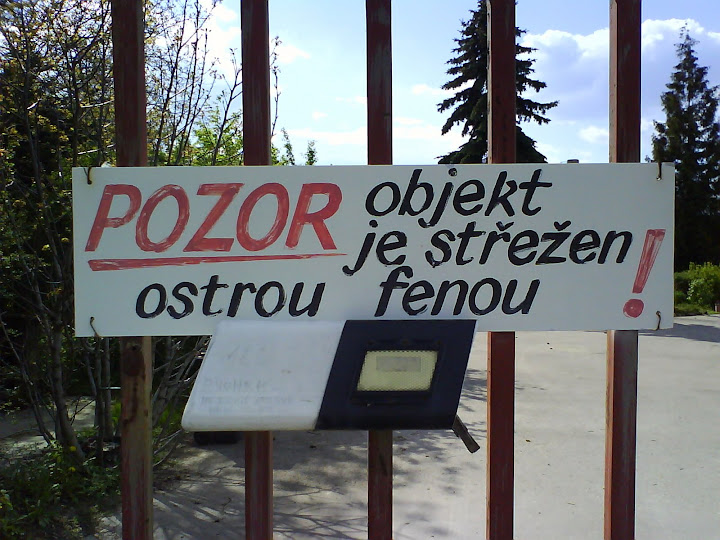 POZOR objekt
je střežen
ostrou fenou !